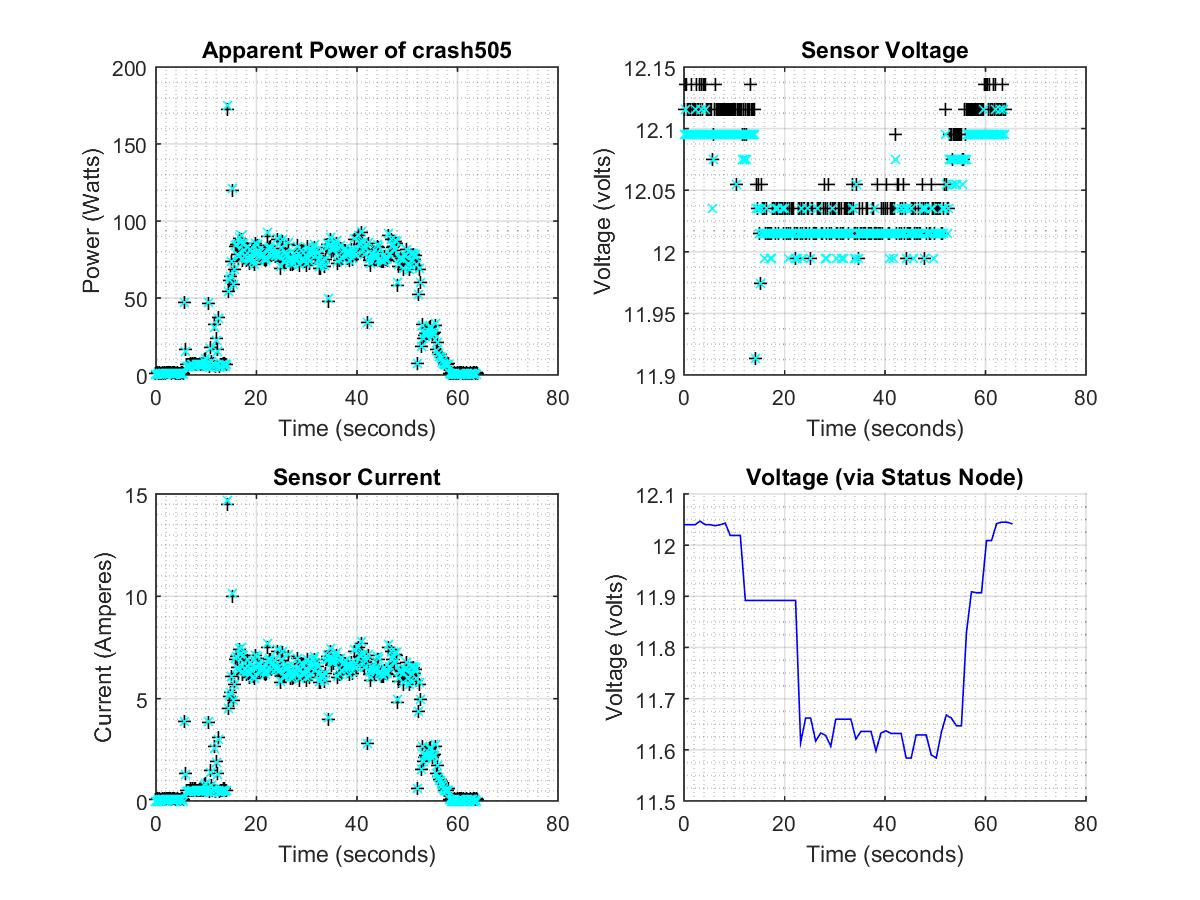 Apparent Power of crash505
200
150
100
50
0
Power (Watts)
0 20 40 60 80
Time (seconds)
Sensor Voltage
12.15
12.1
12.05
12
11.95
11.9
Voltage (volts)
0 20 40 60 80
Time (seconds)
Sensor Current
15
10
5
0
Current (Amperes)
0 20 40 60 80
Time (seconds)
Voltage (via Status Node)
12.1
12
11.9
11.8
11.7
11.6
11.5
Voltage (volts)
0 20 40 60 80
Time (seconds)